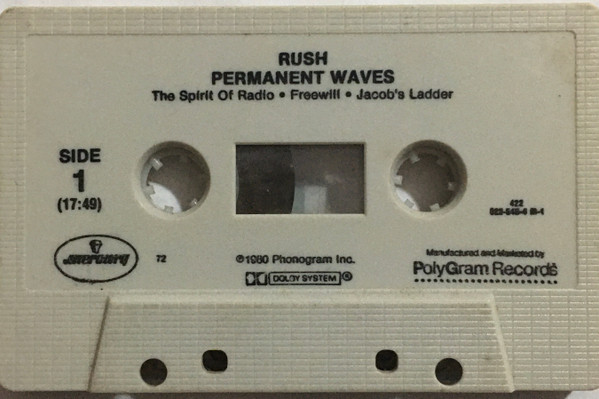 RUSH
PERMANENT WAVES
The Spirit Of Radio • Freewill • Jacob's Ladder
SIDE
1
(17:49)
422
822-548-4 M-1
mercury
72
℗1980 Phonogram Inc.
DOLBY SYSTEM®
Manufactured and Marketed by
PolyGram Records